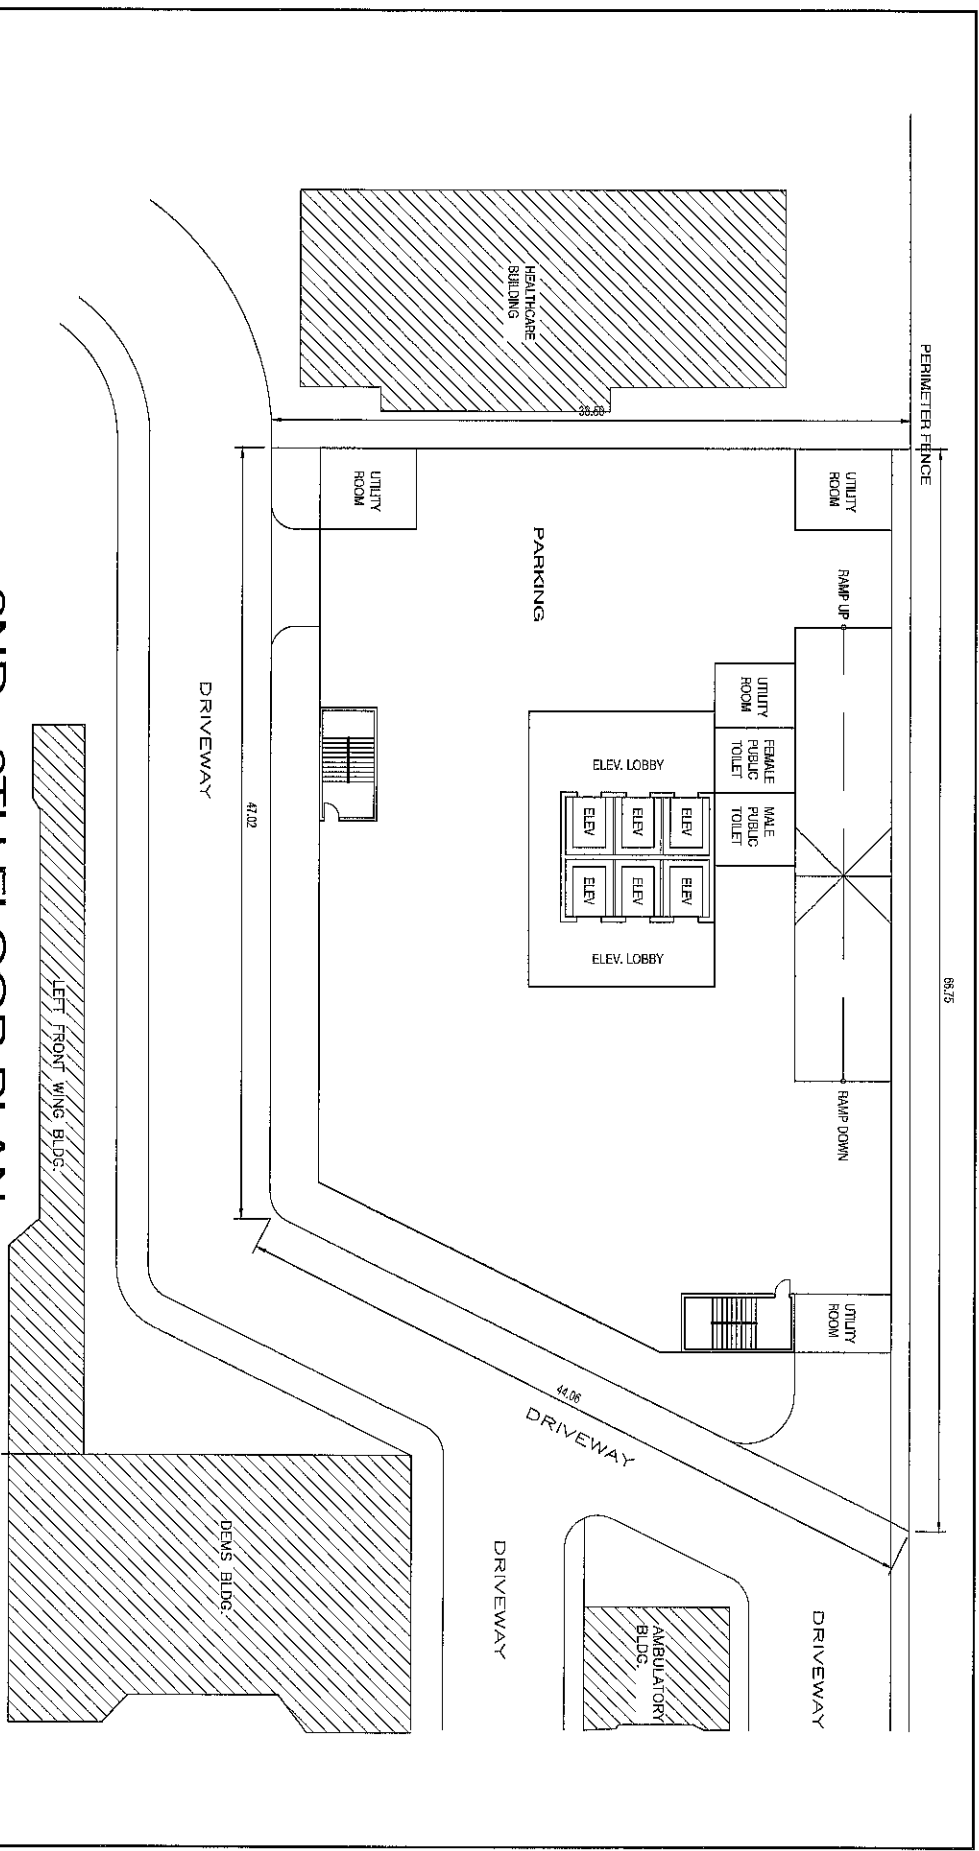 PERIMETER FENCE
66.75
38.68
HEALTHCARE
BUILDING
UTILITY
ROOM
RAMP UP
RAMP DOWN
UTILITY
ROOM
UTILITY
ROOM
FEMALE
PUBLIC
TOILET
MALE
PUBLIC
TOILET
UTILITY
ROOM
PARKING
ELEV. LOBBY
ELEV
ELEV
ELEV
ELEV
ELEV
ELEV
ELEV. LOBBY
44.06
DRIVEWAY
DRIVEWAY
DRIVEWAY
AMBULATORY
BLDG.
47.02
DRIVEWAY
DEMS BLDG.
LEFT FRONT WING BLDG.